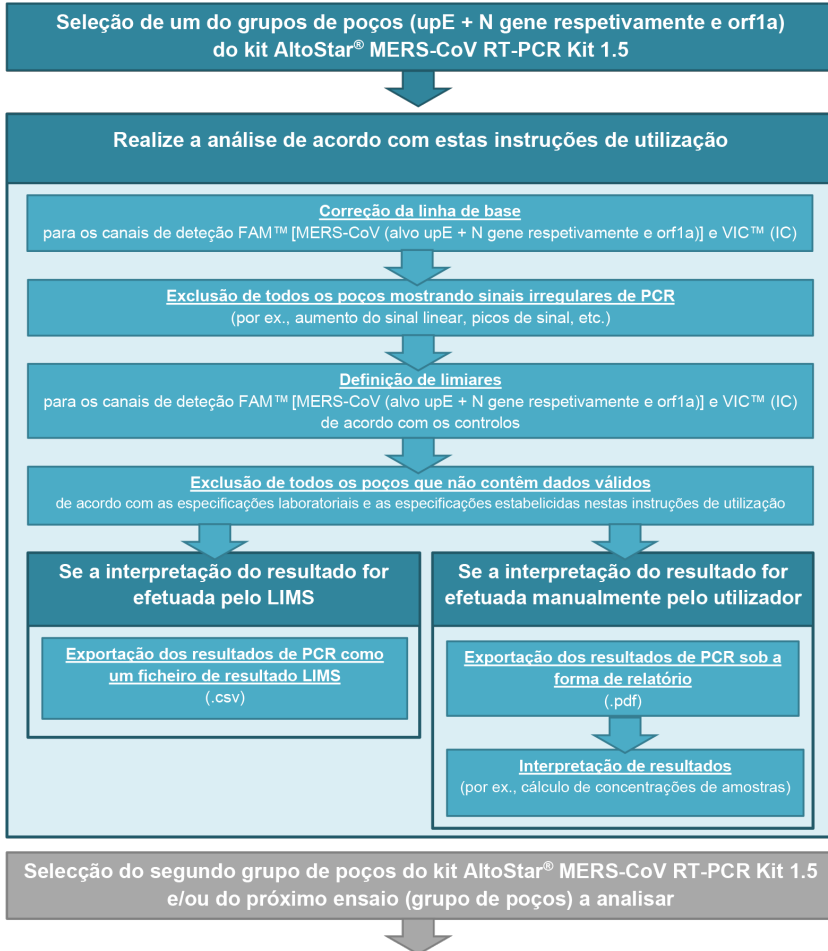 Seleção de um do grupos de poços (upE + N gene respetivamente e orf1a)
do kit AltoStar® MERS-CoV RT-PCR Kit 1.5
Realize a análise de acordo com estas instruções de utilização
Correção da linha de base
para os canais de deteção FAM™ [MERS-CoV (alvo upE + N gene respetivamente e orf1a)] e VIC™ (IC)
Exclusão de todos os poços mostrando sinais irregulares de PCR
(por ex., aumento do sinal linear, picos de sinal, etc.)
Definição de limiares
para os canais de deteção FAM™ [MERS-CoV (alvo upE + N gene respetivamente e orf1a)] e VIC™ (IC)
de acordo com os controlos
Exclusão de todos os poços que não contêm dados válidos
de acordo com as especificações laboratoriais e as especificações estabelicidas nestas instruções de utilização
Se a interpretação do resultado for
efetuada pelo LIMS
Exportação dos resultados de PCR como
um ficheiro de resultado LIMS
(.csv)
Se a interpretação do resultado for
efetuada manualmente pelo utilizador
Exportação dos resultados de PCR sob a
forma de relatório
(.pdf)
Interpretação de resultados
(por ex., cálculo de concentrações de amostras)
Selecção do segundo grupo de poços do kit AltoStar® MERS-CoV RT-PCR Kit 1.5
e/ou do próximo ensaio (grupo de poços) a analisar